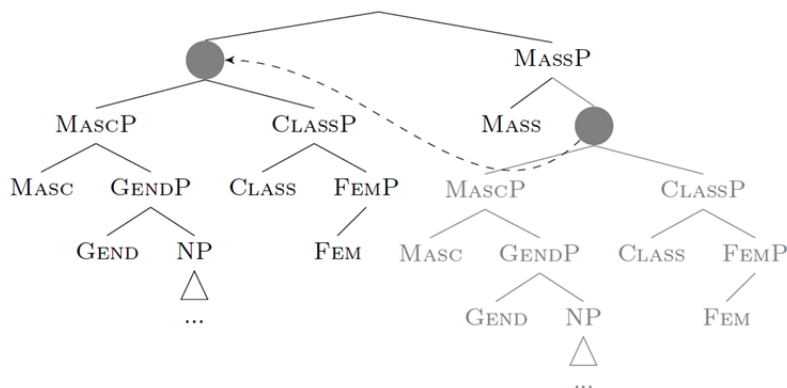 MASSP
MASCP CLASSP MASS
MASC GENDP CLASS FEMP MASCP CLASSP
GEND NP FEM MASC GENDP CLASS FEMP
... GEND NP FEM
...